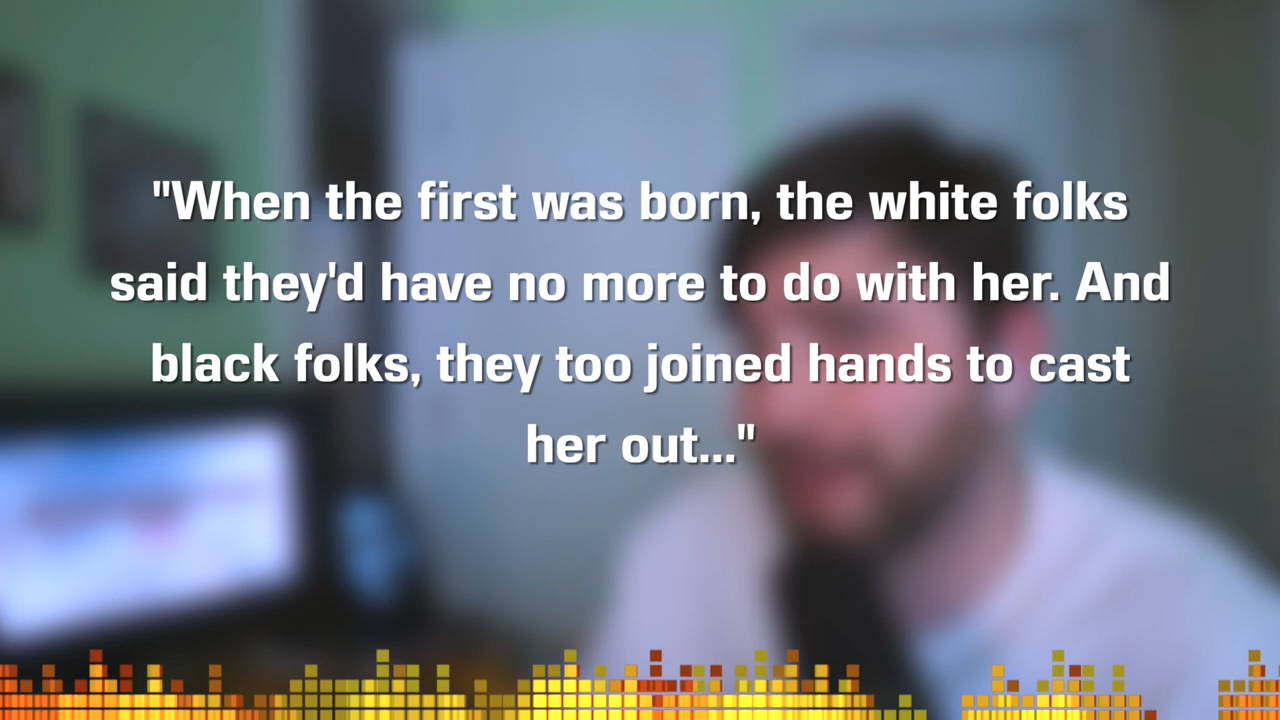 "When the first was born, the white folks
said they'd have no more to do with her. And
black folks, they too joined hands to cast
her out..."